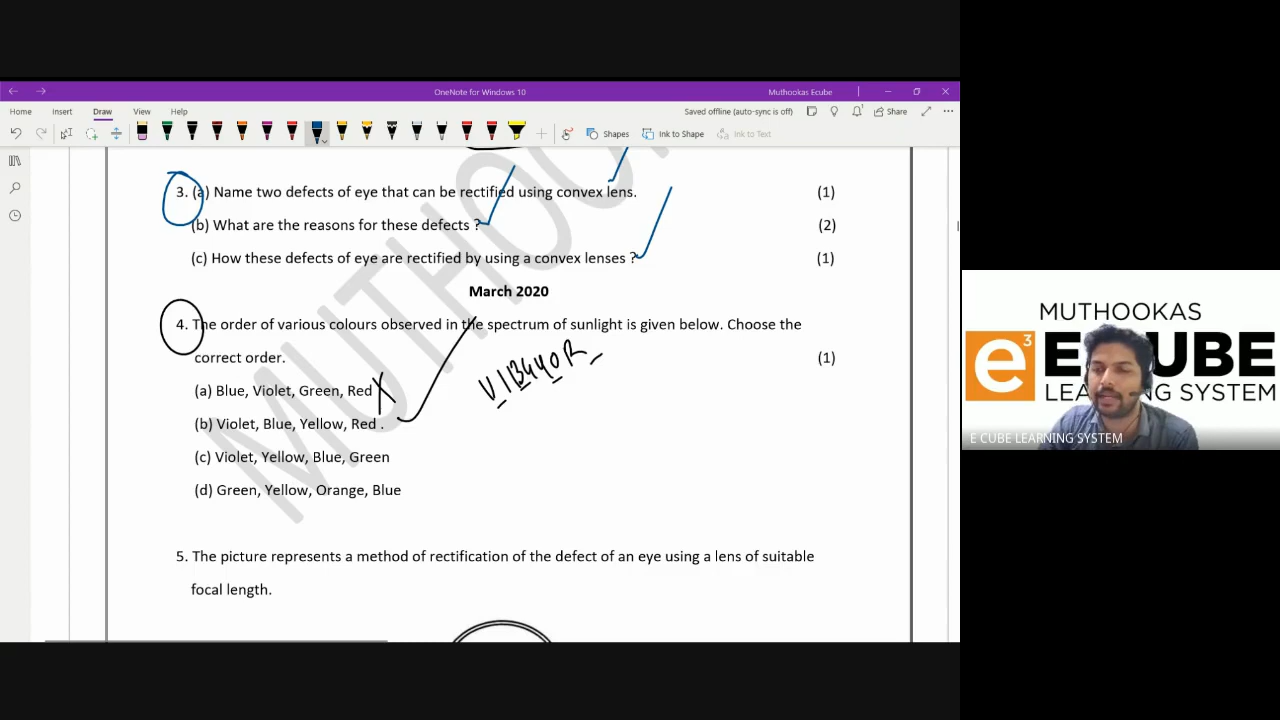 OneNote for Windows 10
Muthookas Ecube
Home Insert Draw View Help
Saved offline (auto-sync is off)
Share
Shapes
Ink to Shape
Ink to Text
3. (a) Name two defects of eye that can be rectified using convex lens. (1)
(b) What are the reasons for these defects ? (2)
(c) How these defects of eye are rectified by using a convex lenses ? (1)
March 2020
4. The order of various colours observed in the spectrum of sunlight is given below. Choose the
correct order. (1)
VIBGYOR
(a) Blue, Violet, Green, Red
(b) Violet, Blue, Yellow, Red .
(c) Violet, Yellow, Blue, Green
(d) Green, Yellow, Orange, Blue
5. The picture represents a method of rectification of the defect of an eye using a lens of suitable
focal length.
MUTHOOK
MUTHOOKAS
e3 ECUBE
LEARNING SYSTEM
E CUBE LEARNING SYSTEM